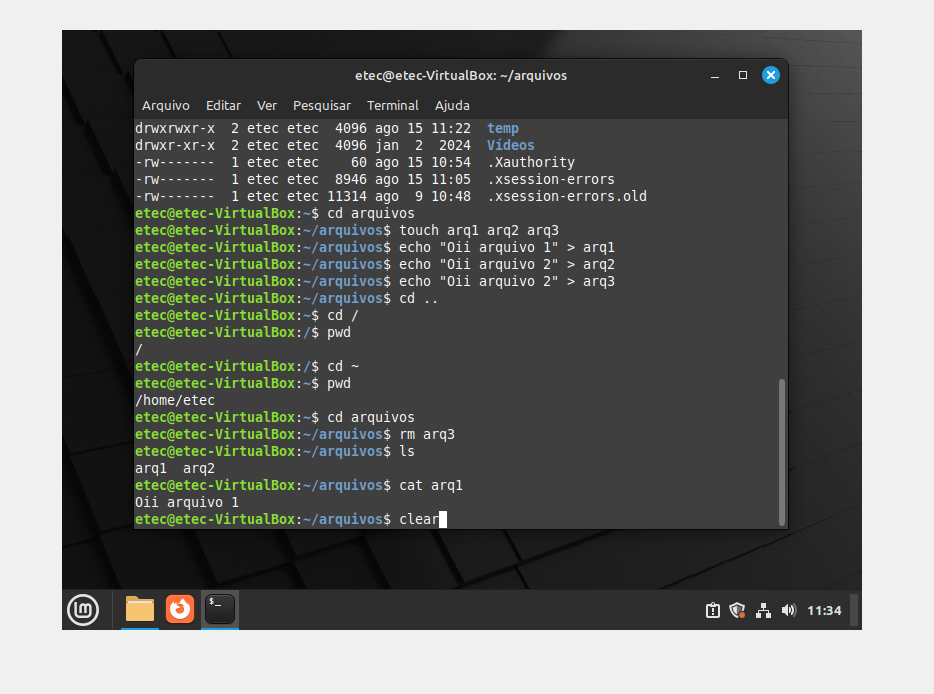 etec@etec-VirtualBox: ~/arquivos
Arquivo Editar Ver Pesquisar Terminal Ajuda
drwxrwxr-x  2 etec etec  4096 ago 15 11:22  temp
drwxr-xr-x  2 etec etec  4096 jan  2  2024  Vídeos
-rw-------  1 etec etec    60 ago 15 10:54  .Xauthority
-rw-------  1 etec etec  8946 ago 15 11:05  .xsession-errors
-rw-------  1 etec etec 11314 ago  9 10:48  .xsession-errors.old
etec@etec-VirtualBox:~$ cd arquivos
etec@etec-VirtualBox:~/arquivos$ touch arq1 arq2 arq3
etec@etec-VirtualBox:~/arquivos$ echo "Oii arquivo 1" > arq1
etec@etec-VirtualBox:~/arquivos$ echo "Oii arquivo 2" > arq2
etec@etec-VirtualBox:~/arquivos$ echo "Oii arquivo 2" > arq3
etec@etec-VirtualBox:~/arquivos$ cd ..
etec@etec-VirtualBox:~$ cd /
etec@etec-VirtualBox:/$ pwd
/
etec@etec-VirtualBox:/$ cd ~
etec@etec-VirtualBox:~$ pwd
/home/etec
etec@etec-VirtualBox:~$ cd arquivos
etec@etec-VirtualBox:~/arquivos$ rm arq3
etec@etec-VirtualBox:~/arquivos$ ls
arq1  arq2
etec@etec-VirtualBox:~/arquivos$ cat arq1
Oii arquivo 1
etec@etec-VirtualBox:~/arquivos$ clear
$_
11:34